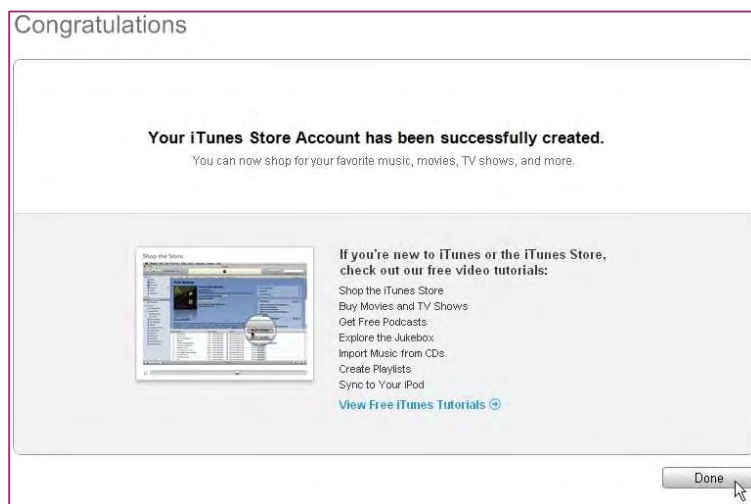 Congratulations
Your iTunes Store Account has been successfully created.
You can now shop for your favorite music, movies, TV shows, and more.
Shop the Store
If you're new to iTunes or the iTunes Store,
check out our free video tutorials:
Shop the iTunes Store
Buy Movies and TV Shows
Get Free Podcasts
Explore the Jukebox
Import Music from CDs
Create Playlists
Sync to Your iPod
View Free iTunes Tutorials
Done